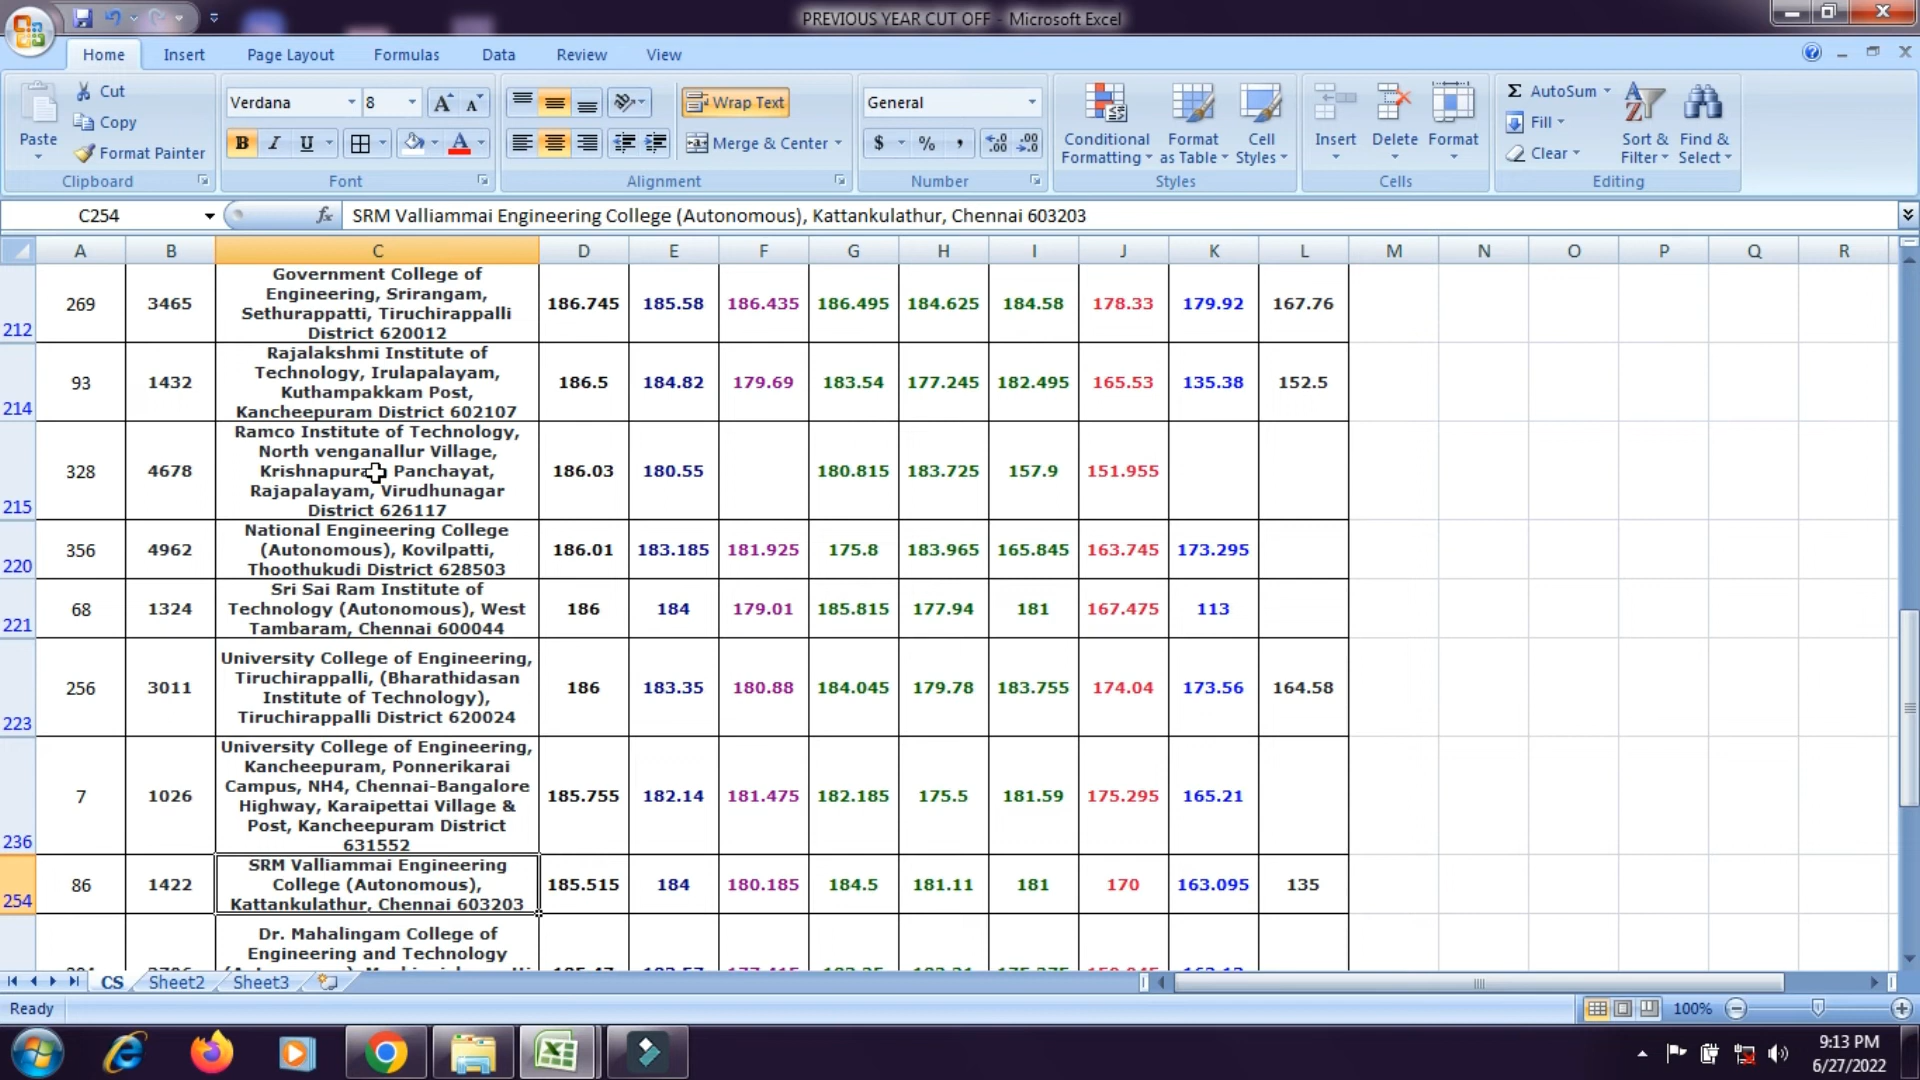 PREVIOUS YEAR CUT OFF - Microsoft Excel
Home Insert Page Layout Formulas Data Review View
Paste Cut Copy Format Painter Clipboard
Verdana 8 B I U Font
Wrap Text Merge & Center Alignment
General $ % , Number
Conditional Formatting Format as Table Cell Styles Styles
Insert Delete Format Cells
AutoSum Fill Clear Sort & Filter Find & Select Editing
C254 fx SRM Valliammai Engineering College (Autonomous), Kattankulathur, Chennai 603203
A B C D E F G H I J K L M N O P Q R
Government College of
Engineering, Srirangam,
Sethurappatti, Tiruchirappalli
District 620012
212 269 3465 186.745 185.58 186.435 186.495 184.625 184.58 178.33 179.92 167.76
Rajalakshmi Institute of
Technology, Irulapalayam,
Kuthampakkam Post,
Kancheepuram District 602107
214 93 1432 186.5 184.82 179.69 183.54 177.245 182.495 165.53 135.38 152.5
Ramco Institute of Technology,
North venganallur Village,
Krishnapuram Panchayat,
Rajapalayam, Virudhunagar
District 626117
215 328 4678 186.03 180.55 180.815 183.725 157.9 151.955
National Engineering College
(Autonomous), Kovilpatti,
Thoothukudi District 628503
220 356 4962 186.01 183.185 181.925 175.8 183.965 165.845 163.745 173.295
Sri Sai Ram Institute of
Technology (Autonomous), West
Tambaram, Chennai 600044
221 68 1324 186 184 179.01 185.815 177.94 181 167.475 113
University College of Engineering,
Tiruchirappalli, (Bharathidasan
Institute of Technology),
Tiruchirappalli District 620024
223 256 3011 186 183.35 180.88 184.045 179.78 183.755 174.04 173.56 164.58
University College of Engineering,
Kancheepuram, Ponnerikarai
Campus, NH4, Chennai-Bangalore
Highway, Karaipettai Village &
Post, Kancheepuram District
631552
236 7 1026 185.755 182.14 181.475 182.185 175.5 181.59 175.295 165.21
SRM Valliammai Engineering
College (Autonomous),
Kattankulathur, Chennai 603203
254 86 1422 185.515 184 180.185 184.5 181.11 181 170 163.095 135
Dr. Mahalingam College of
Engineering and Technology
CS Sheet2 Sheet3
Ready 100%
9:13 PM
6/27/2022